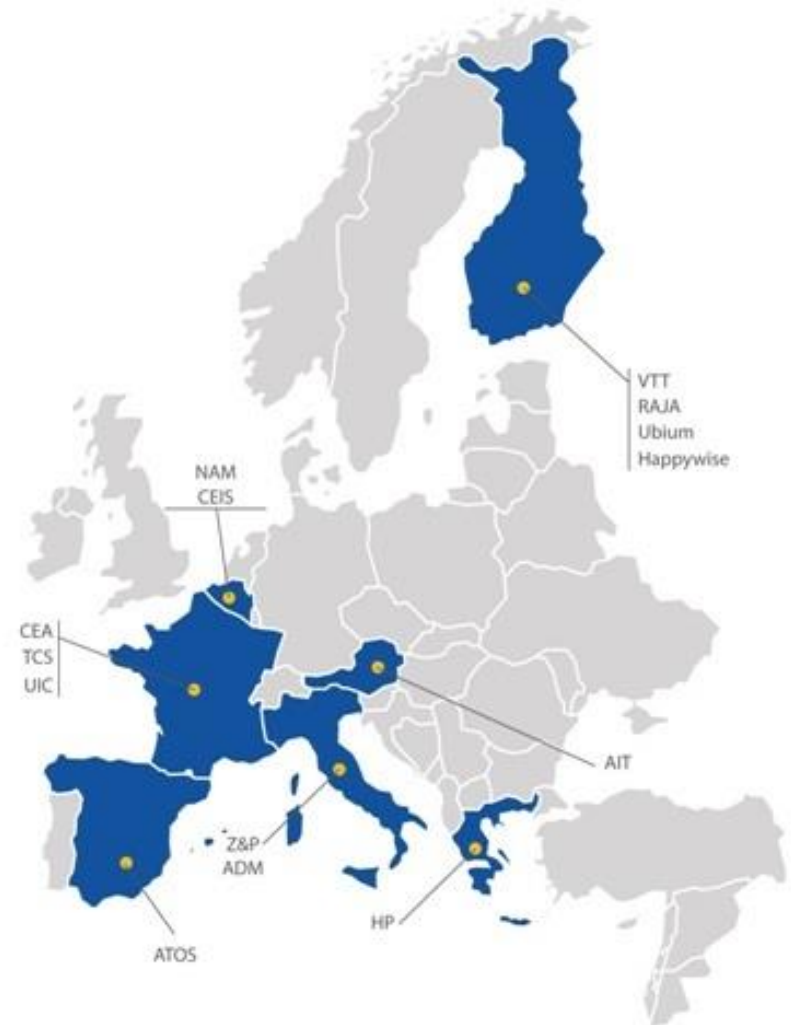 VTT
RAJA
Ubium
Happywise
NAM
CEIS
CEA
TCS
UIC
AIT
Z&P
ADM
HP
ATOS